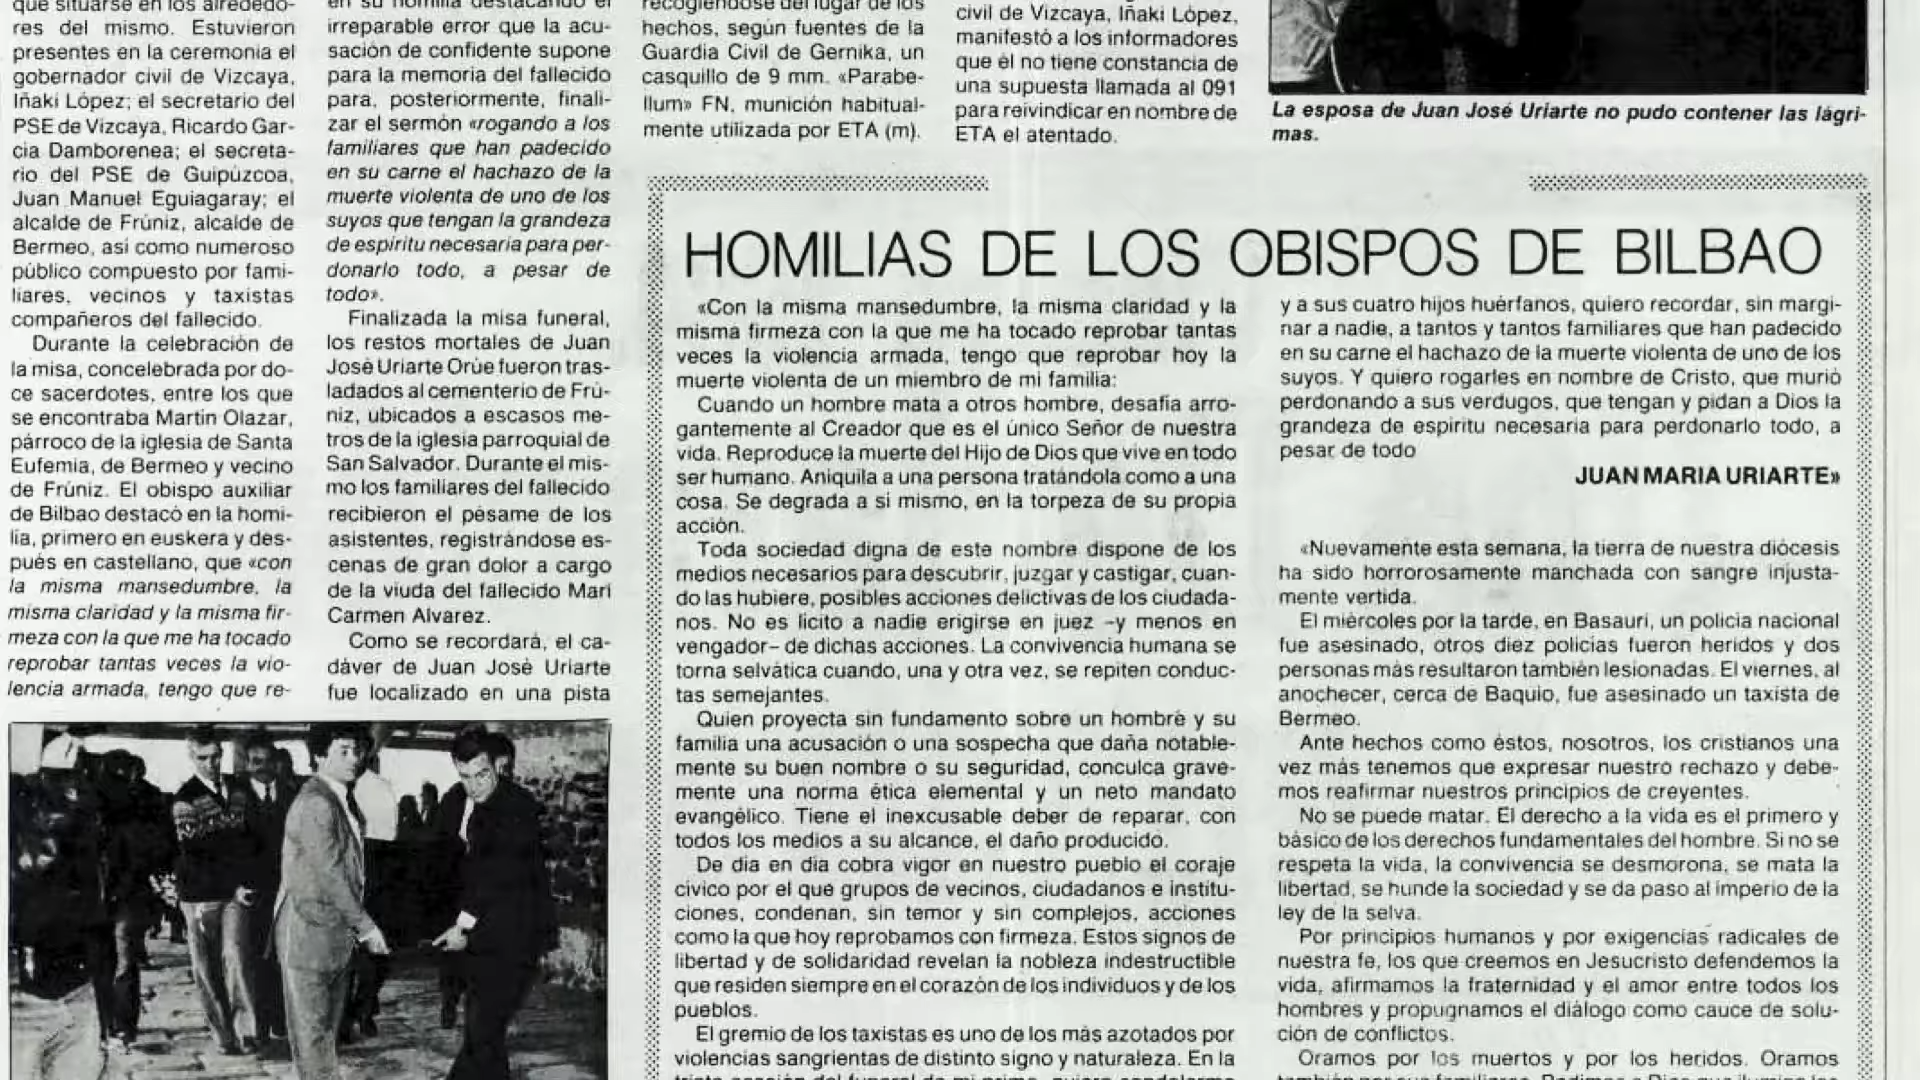 que situarse en los alrededo-
res del mismo. Estuvieron
presentes en la ceremonia el
gobernador civil de Vizcaya,
Iñaki López; el secretario del
PSE de Vizcaya, Ricardo Gar-
cia Damborenea; el secreta-
rio del PSE de Guipúzcoa,
Juan Manuel Eguiagaray; el
alcalde de Frúniz, alcalde de
Bermeo, así como numeroso
público compuesto por fami-
liares, vecinos y taxistas
compañeros del fallecido.
Durante la celebración de
la misa, concelebrada por do-
ce sacerdotes, entre los que
se encontraba Martin Olazar,
párroco de la iglesia de Santa
Eufemia, de Bermeo y vecino
de Frúniz. El obispo auxiliar
de Bilbao destacó en la homi-
lía, primero en euskera y des-
pués en castellano, que «con
la misma mansedumbre, la
misma claridad y la misma fir-
meza con la que me ha tocado
reprobar tantas veces la vio-
lencia armada, tengo que re-
en su homilía destacando el
irreparable error que la acu-
sación de confidente supone
para la memoria del fallecido
para, posteriormente, finali-
zar el sermón «rogando a los
familiares que han padecido
en su carne el hachazo de la
muerte violenta de uno de los
suyos que tengan la grandeza
de espíritu necesaria para per-
donarlo todo, a pesar de
todo».
Finalizada la misa funeral,
los restos mortales de Juan
José Uriarte Orúe fueron tras-
ladados al cementerio de Frú-
niz, ubicados a escasos me-
tros de la iglesia parroquial de
San Salvador. Durante el mis-
mo los familiares del fallecido
recibieron el pésame de los
asistentes, registrándose es-
cenas de gran dolor a cargo
de la viuda del fallecido Mari
Carmen Alvarez.
Como se recordará, el ca-
dáver de Juan José Uriarte
fue localizado en una pista
recogiéndose del lugar de los
hechos, según fuentes de la
Guardia Civil de Gernika, un
casquillo de 9 mm. «Parabe-
llum» FN, munición habitual-
mente utilizada por ETA (m).
civil de Vizcaya, Iñaki López,
manifestó a los informadores
que él no tiene constancia de
una supuesta llamada al 091
para reivindicar en nombre de
ETA el atentado.
La esposa de Juan José Uriarte no pudo contener las lágri-
mas.
HOMILIAS DE LOS OBISPOS DE BILBAO
«Con la misma mansedumbre, la misma claridad y la
misma firmeza con la que me ha tocado reprobar tantas
veces la violencia armada, tengo que reprobar hoy la
muerte violenta de un miembro de mi familia:
Cuando un hombre mata a otros hombre, desafía arro-
gantemente al Creador que es el único Señor de nuestra
vida. Reproduce la muerte del Hijo de Dios que vive en todo
ser humano. Aniquila a una persona tratándola como a una
cosa. Se degrada a si mismo, en la torpeza de su propia
acción.
Toda sociedad digna de este nombre dispone de los
medios necesarios para descubrir, juzgar y castigar, cuan-
do las hubiere, posibles acciones delictivas de los ciudada-
nos. No es lícito a nadie erigirse en juez –y menos en
vengador– de dichas acciones. La convivencia humana se
torna selvática cuando, una y otra vez, se repiten conduc-
tas semejantes.
Quien proyecta sin fundamento sobre un hombre y su
familia una acusación o una sospecha que daña notable-
mente su buen nombre o su seguridad, conculca grave-
mente una norma ética elemental y un neto mandato
evangélico. Tiene el inexcusable deber de reparar, con
todos los medios a su alcance, el daño producido.
De día en día cobra vigor en nuestro pueblo el coraje
cívico por el que grupos de vecinos, ciudadanos e institu-
ciones, condenan, sin temor y sin complejos, acciones
como la que hoy reprobamos con firmeza. Estos signos de
libertad y de solidaridad revelan la nobleza indestructible
que residen siempre en el corazón de los individuos y de los
pueblos.
El gremio de los taxistas es uno de los más azotados por
violencias sangrientas de distinto signo y naturaleza. En la
triste ocasión del funeral de mi primo, quiero condolerme
y a sus cuatro hijos huérfanos, quiero recordar, sin margi-
nar a nadie, a tantos y tantos familiares que han padecido
en su carne el hachazo de la muerte violenta de uno de los
suyos. Y quiero rogarles en nombre de Cristo, que murió
perdonando a sus verdugos, que tengan y pidan a Dios la
grandeza de espíritu necesaria para perdonarlo todo, a
pesar de todo
JUAN MARIA URIARTE»
«Nuevamente esta semana, la tierra de nuestra diócesis
ha sido horrorosamente manchada con sangre injusta-
mente vertida.
El miércoles por la tarde, en Basauri, un policía nacional
fue asesinado, otros diez policías fueron heridos y dos
personas más resultaron también lesionadas. El viernes, al
anochecer, cerca de Baquio, fue asesinado un taxista de
Bermeo.
Ante hechos como éstos, nosotros, los cristianos una
vez más tenemos que expresar nuestro rechazo y debe-
mos reafirmar nuestros principios de creyentes.
No se puede matar. El derecho a la vida es el primero y
básico de los derechos fundamentales del hombre. Si no se
respeta la vida, la convivencia se desmorona, se mata la
libertad, se hunde la sociedad y se da paso al imperio de la
ley de la selva.
Por principios humanos y por exigencias radicales de
nuestra fe, los que creemos en Jesucristo defendemos la
vida, afirmamos la fraternidad y el amor entre todos los
hombres y propugnamos el diálogo como cauce de solu-
ción de conflictos.
Oramos por los muertos y por los heridos. Oramos